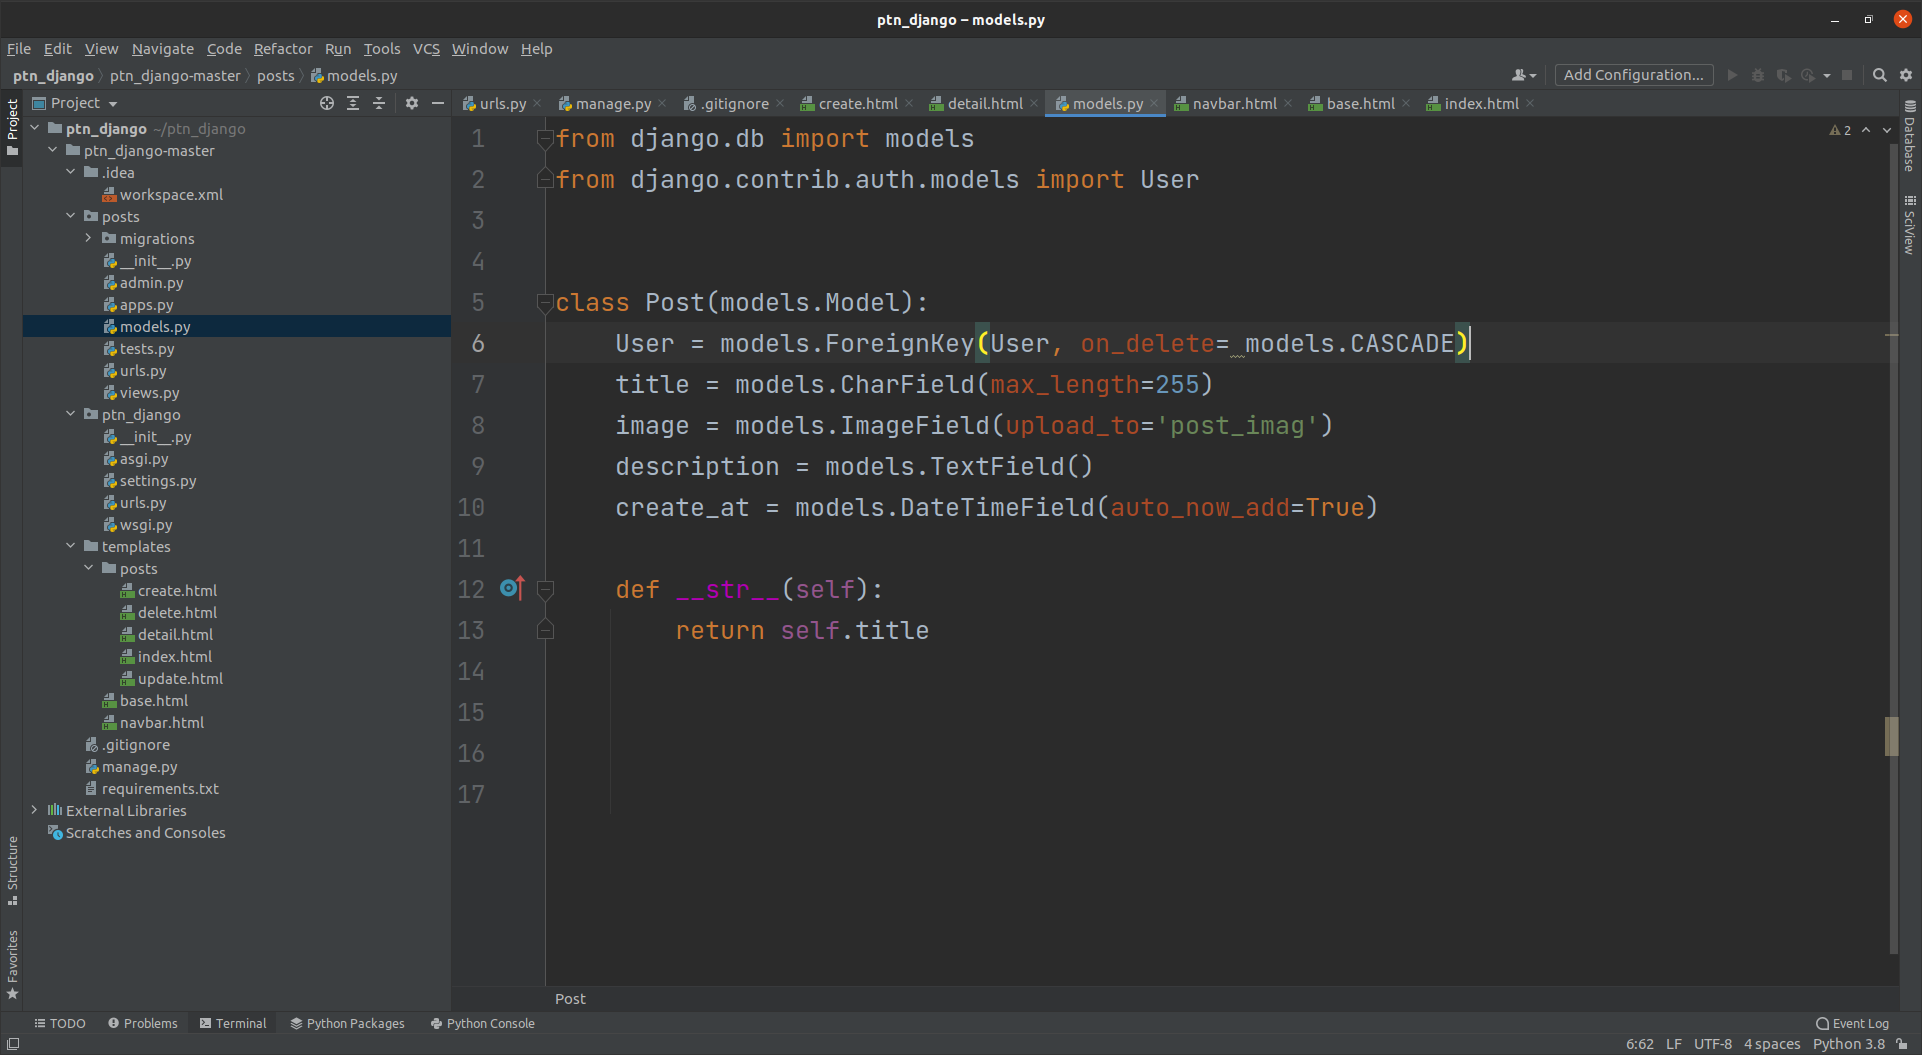 ptn_django – models.py
File Edit View Navigate Code Refactor Run Tools VCS Window Help
ptn_django ptn_django-master posts models.py Add Configuration...
Project
urls.py manage.py .gitignore create.html detail.html models.py navbar.html base.html index.html
Project
Structure
Favorites
ptn_django ~/ptn_django
ptn_django-master
.idea
workspace.xml
posts
migrations
__init__.py
admin.py
apps.py
models.py
tests.py
urls.py
views.py
ptn_django
__init__.py
asgi.py
settings.py
urls.py
wsgi.py
templates
posts
create.html
delete.html
detail.html
index.html
update.html
base.html
navbar.html
.gitignore
manage.py
requirements.txt
External Libraries
Scratches and Consoles
1 from django.db import models
2 from django.contrib.auth.models import User
3
4
5 class Post(models.Model):
6 User = models.ForeignKey(User, on_delete= models.CASCADE)
7 title = models.CharField(max_length=255)
8 image = models.ImageField(upload_to='post_imag')
9 description = models.TextField()
10 create_at = models.DateTimeField(auto_now_add=True)
11
12 def __str__(self):
13 return self.title
14
15
16
17
2
Database
SciView
Post
TODO Problems Terminal Python Packages Python Console Event Log
6:62 LF UTF-8 4 spaces Python 3.8